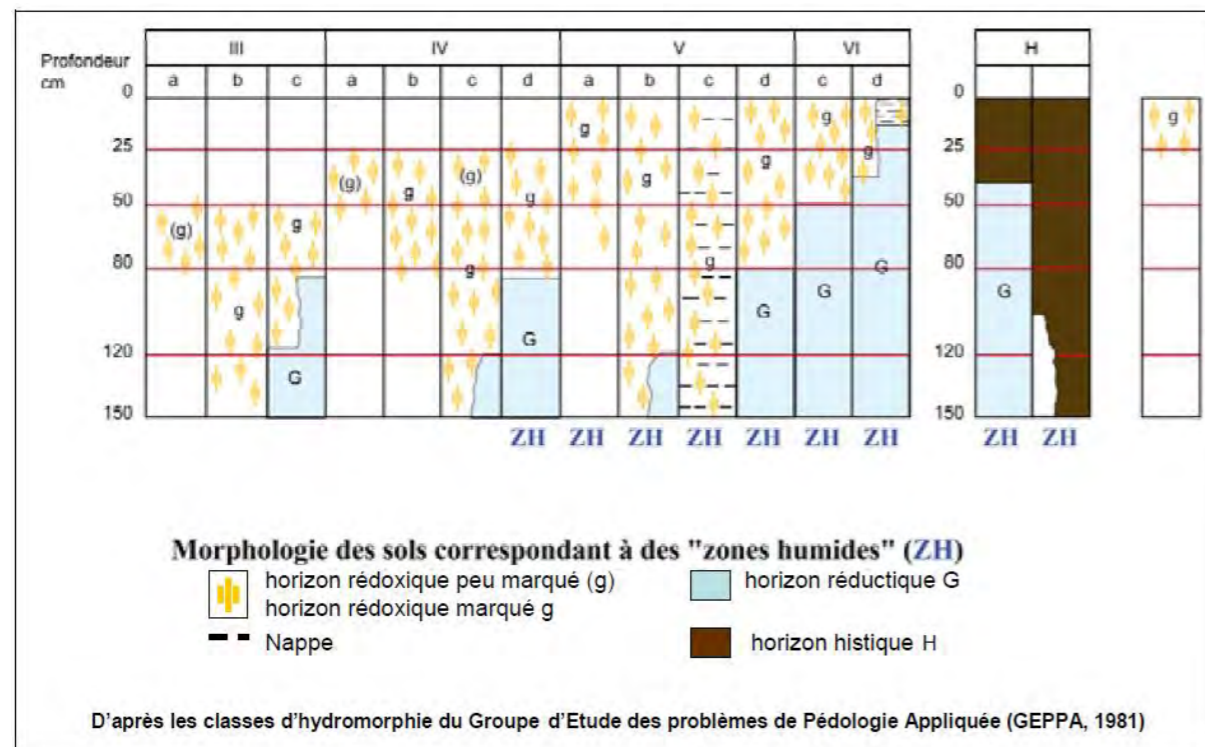 III IV V VI H
Profondeur
cm
a b c a b c d a b c d c d
0 0
g g g
25 25
(g) g (g) g g g g
50 50
(g) g g
80 g g G 80
g G G G
G
120 120
G
150 150
ZH ZH ZH ZH ZH ZH ZH ZH ZH
Morphologie des sols correspondant à des "zones humides" (ZH)
horizon rédoxique peu marqué (g) horizon réductique G
horizon rédoxique marqué g
Nappe horizon histique H
D'après les classes d'hydromorphie du Groupe d'Etude des problèmes de Pédologie Appliquée (GEPPA, 1981)